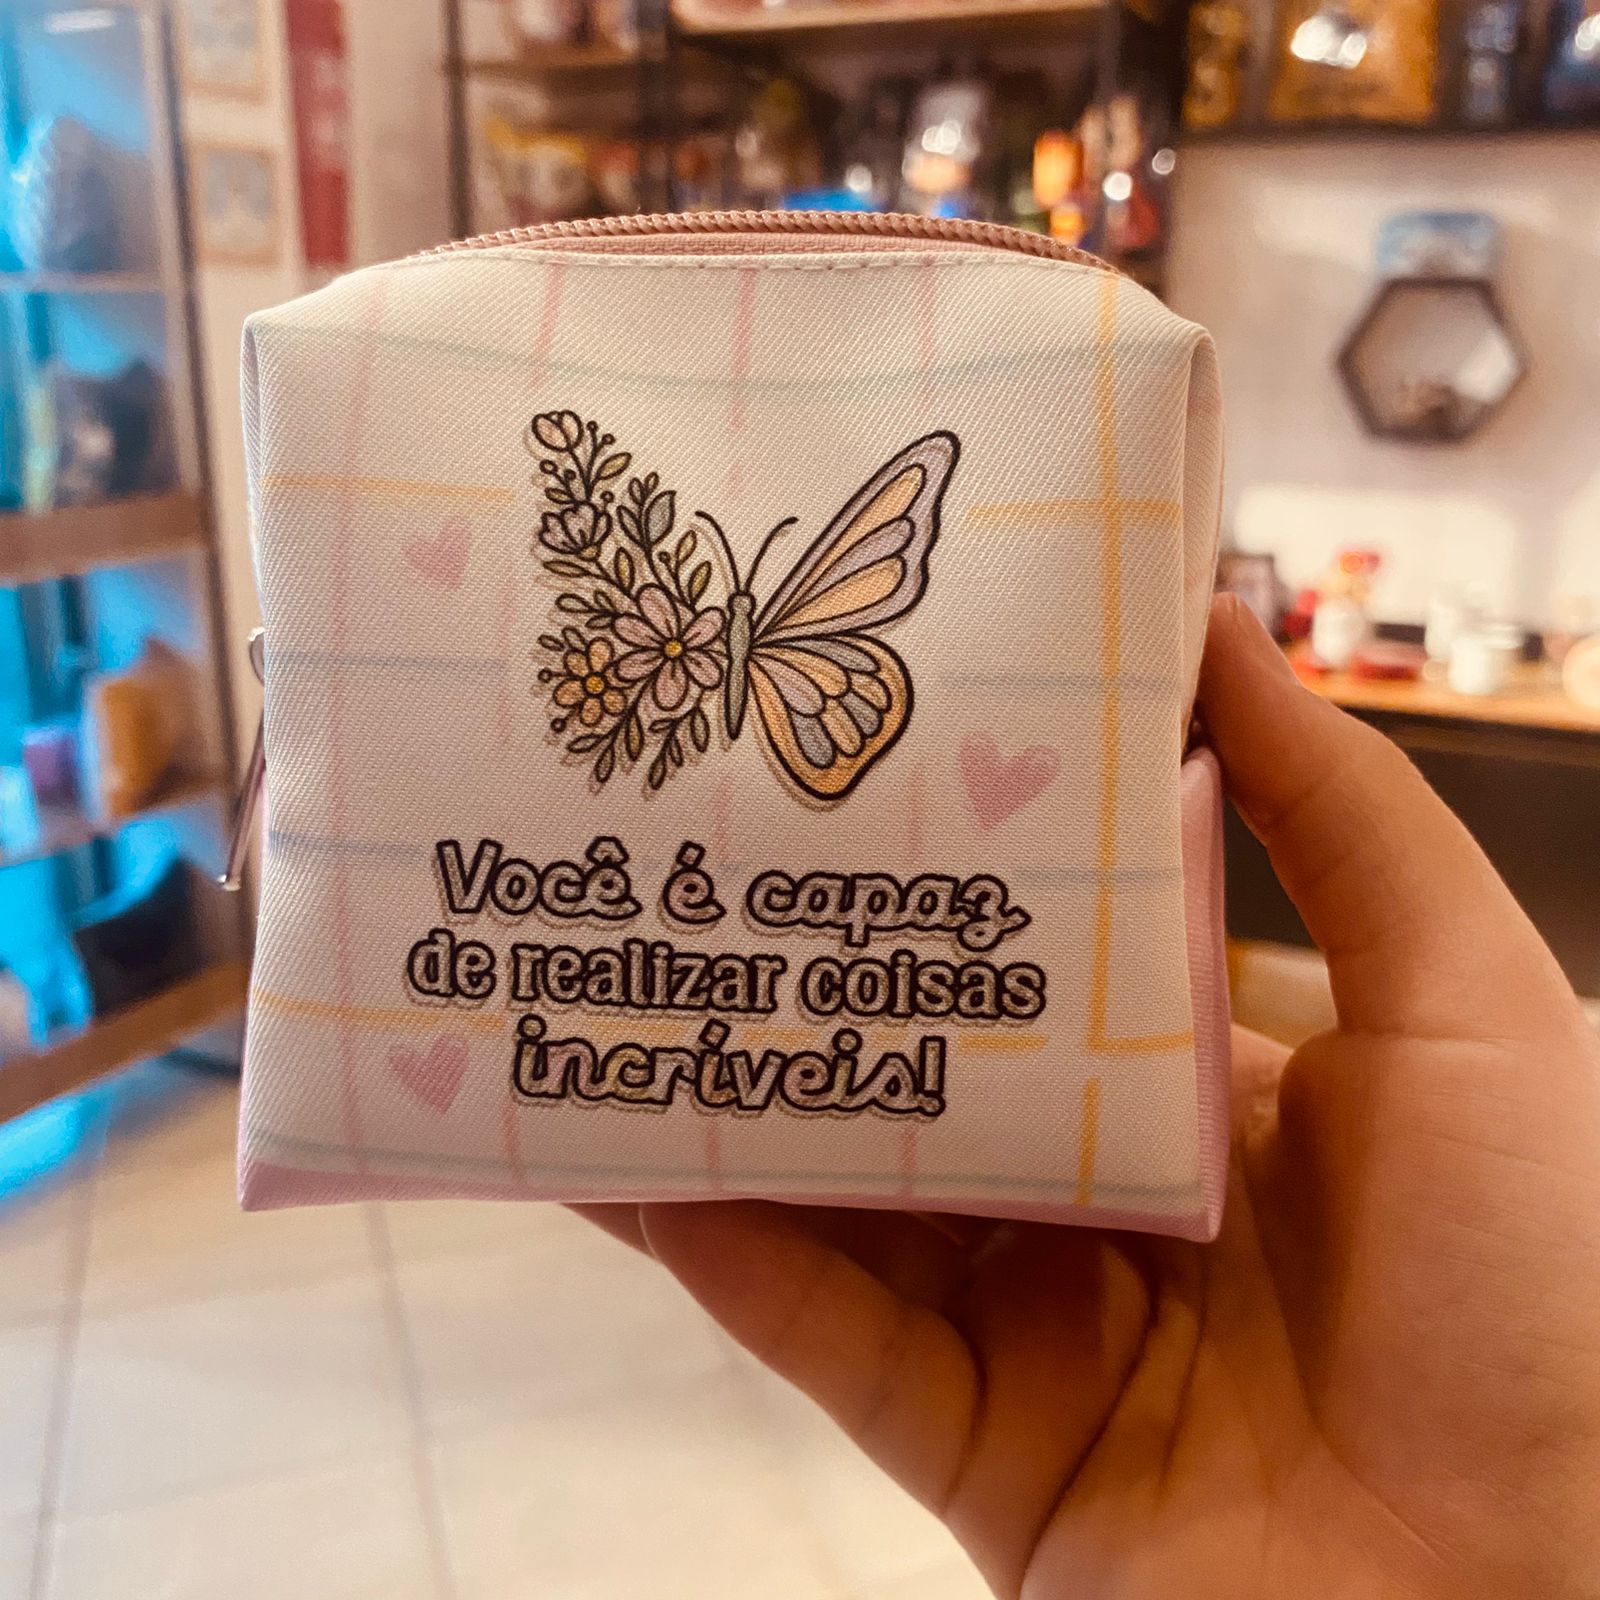 Você é capaz
de realizar coisas
incríveis!